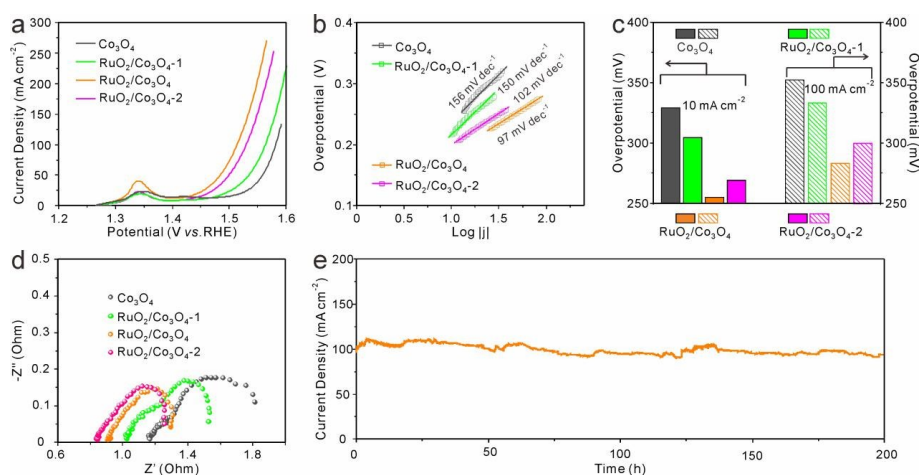 a
Current Density (mA cm⁻²)
300
250
200
150
100
50
0
1.2
1.3
1.4
1.5
1.6
Potential (V vs.RHE)
Co₃O₄
RuO₂/Co₃O₄-1
RuO₂/Co₃O₄
RuO₂/Co₃O₄-2
b
Overpotential (V)
0.4
0.3
0.2
0.1
0
0.5
1.0
1.5
2.0
Log |j|
Co₃O₄
RuO₂/Co₃O₄-1
156 mV dec⁻¹
150 mV dec⁻¹
102 mV dec⁻¹
97 mV dec⁻¹
RuO₂/Co₃O₄
RuO₂/Co₃O₄-2
c
Overpotential (mV)
400
350
300
250
Co₃O₄
RuO₂/Co₃O₄-1
10 mA cm⁻²
100 mA cm⁻²
RuO₂/Co₃O₄
RuO₂/Co₃O₄-2
400
350
300
250
Overpotential (mV)
d
-Z'' (Ohm)
0.5
0.4
0.3
0.2
0.1
0
0.6
1.0
1.4
1.8
2.2
Z' (Ohm)
Co₃O₄
RuO₂/Co₃O₄-1
RuO₂/Co₃O₄
RuO₂/Co₃O₄-2
e
Current Density (mA cm⁻²)
200
150
100
50
0
0
50
100
150
200
Time (h)